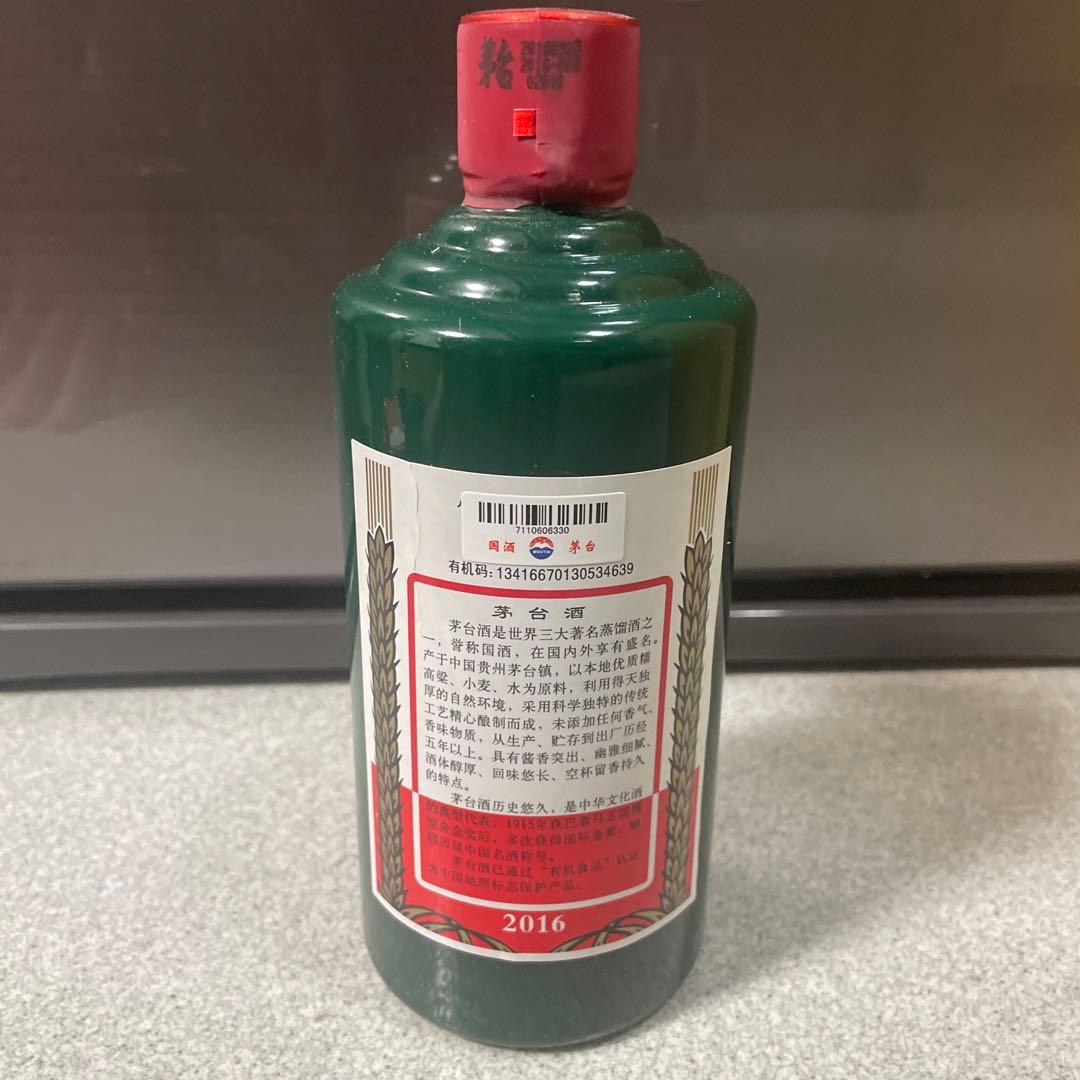 茅台
7110606330
国酒 MOUTAI 茅台
有机码:13416670130534639
茅台酒
茅台酒是世界三大著名蒸馏酒之
一，誉称国酒，在国内外享有盛名。
产于中国贵州茅台镇，以本地优质糯
高粱、小麦、水为原料，利用得天独
厚的自然环境，采用科学独特的传统
工艺精心酿制而成，未添加任何香气、
香味物质，从生产、贮存到出厂历经
五年以上。具有酱香突出、幽雅细腻、
酒体醇厚、回味悠长、空杯留香持久
的特点。
茅台酒历史悠久，是中华文化酒
的典型代表。1915年获巴拿马万国博
览会金奖后，多次获得国际金奖、蝉
联历届中国名酒称号。
茅台酒已通过“有机食品”认证
为中国地理标志保护产品。
2016